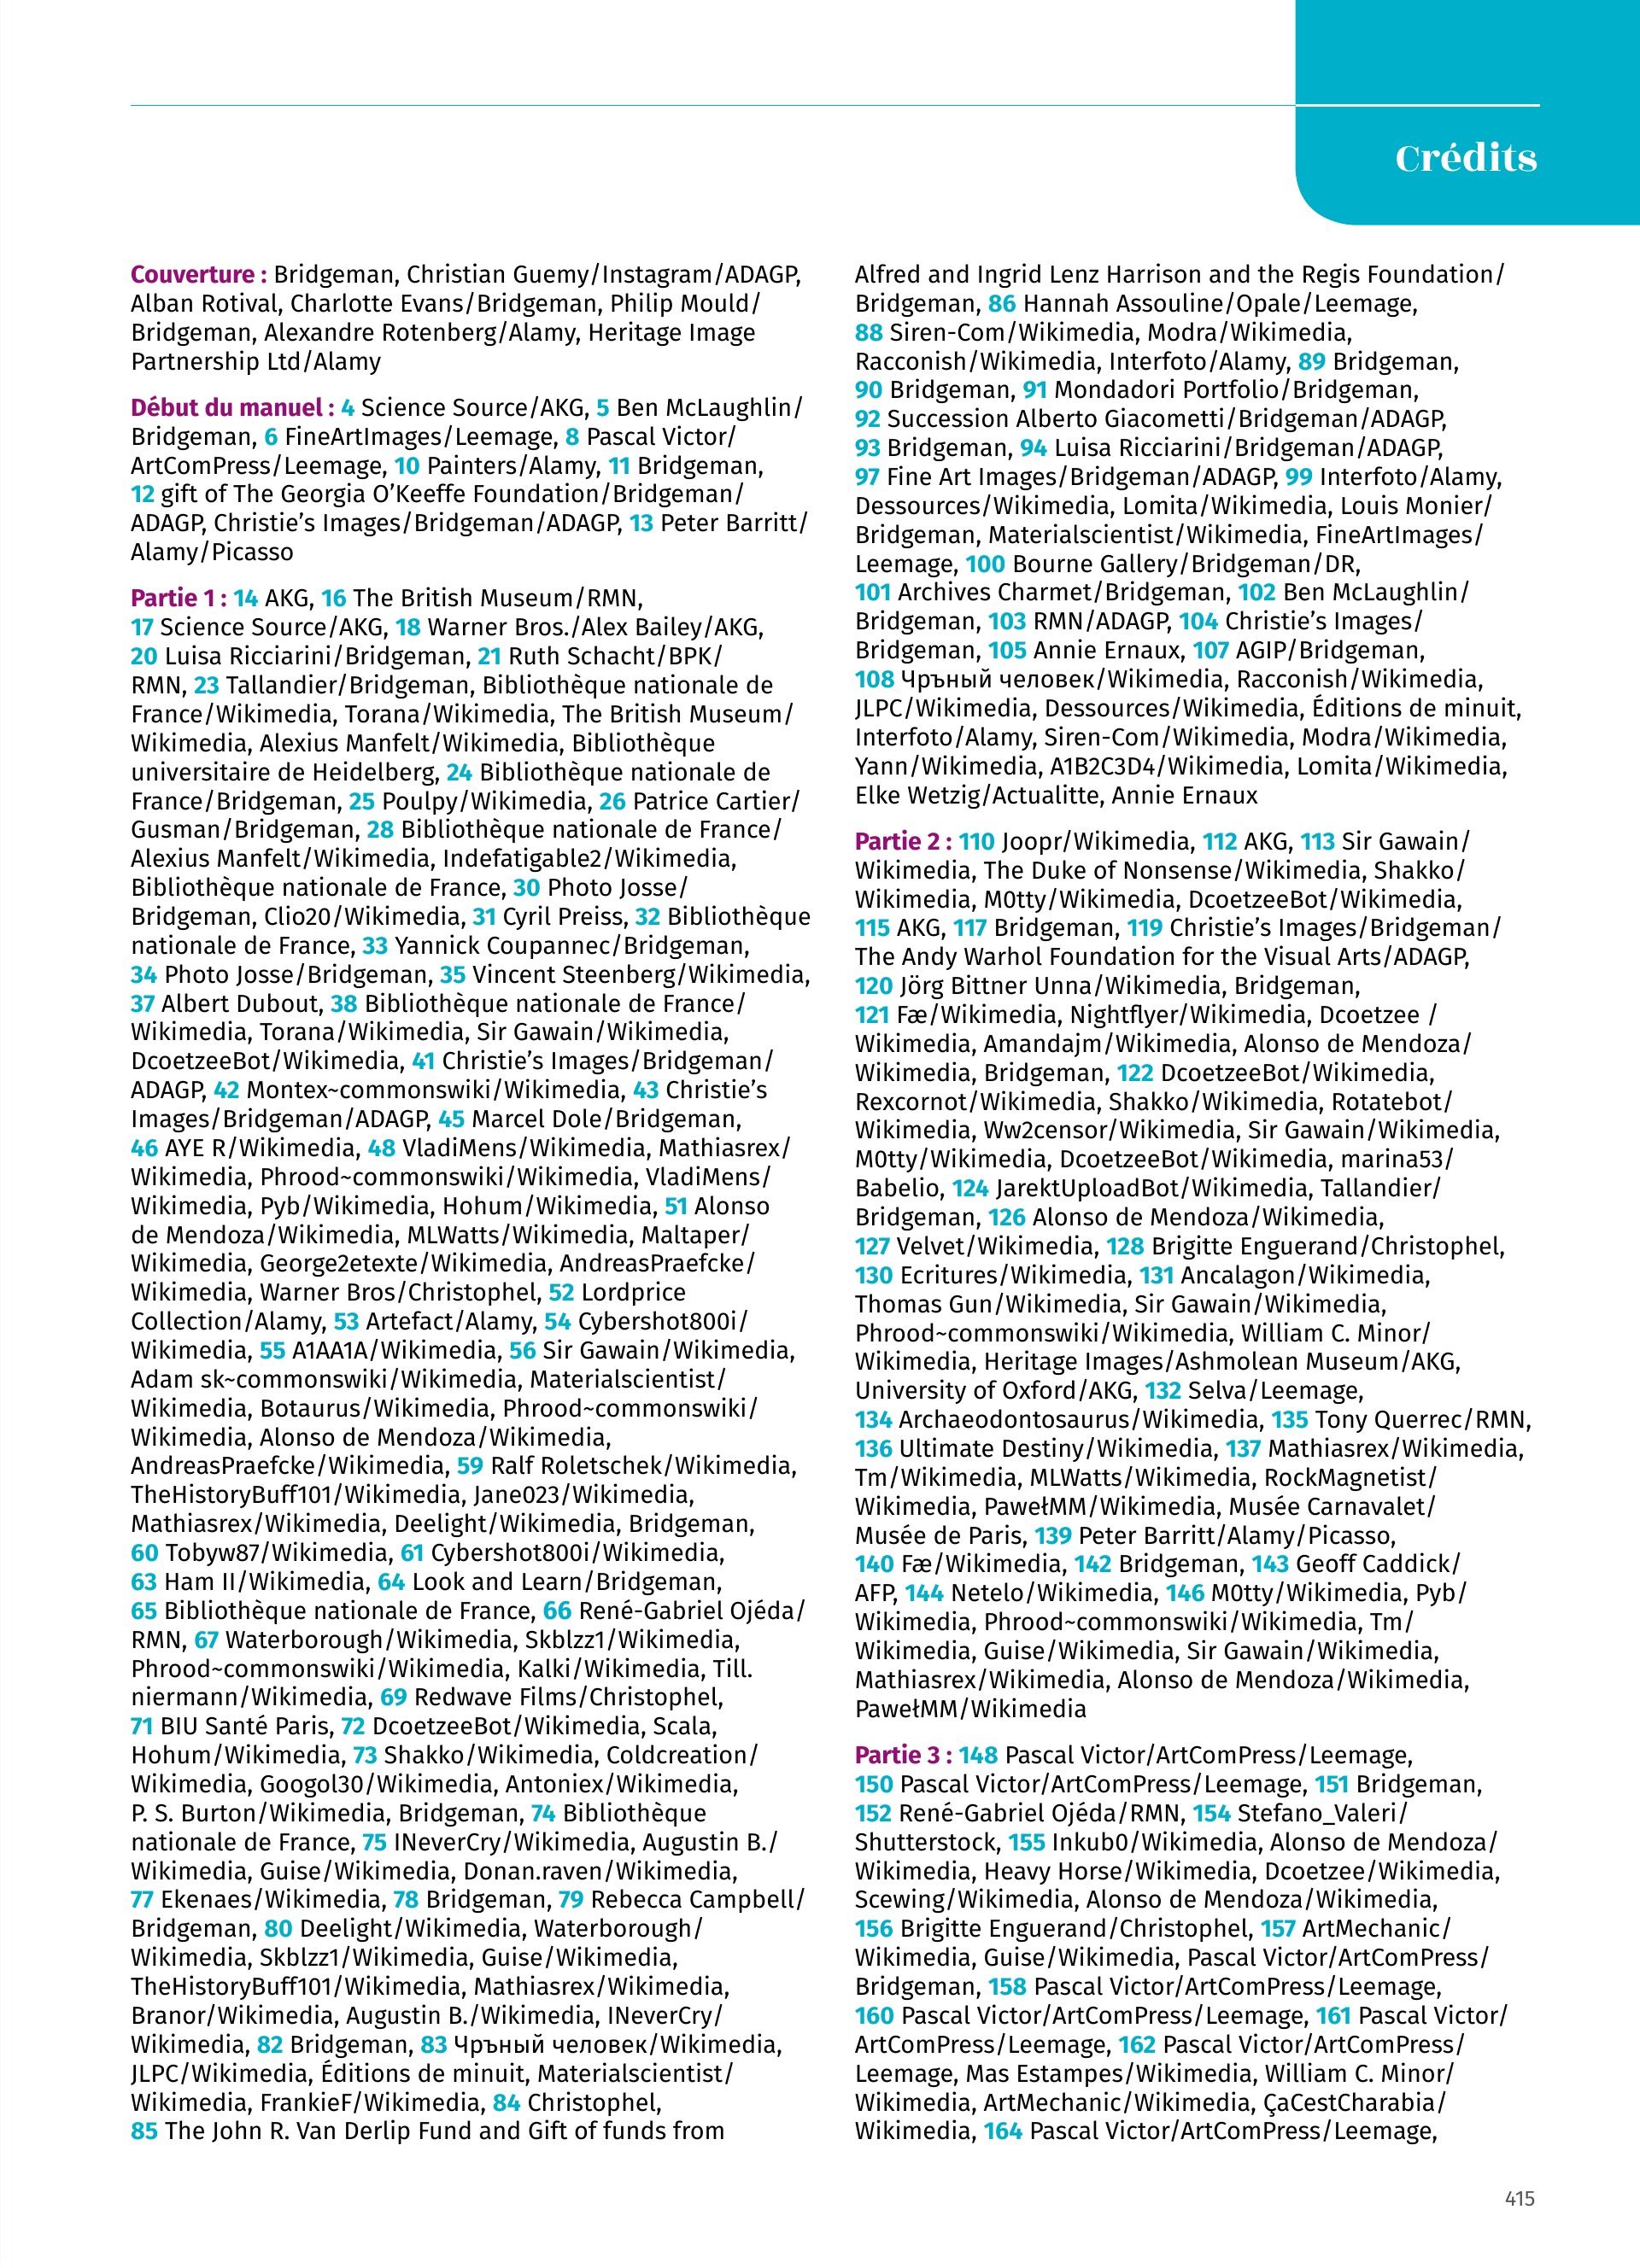 Crédits
Couverture : Bridgeman, Christian Guemy/Instagram/ADAGP,
Alban Rotival, Charlotte Evans/Bridgeman, Philip Mould/
Bridgeman, Alexandre Rotenberg/Alamy, Heritage Image
Partnership Ltd/Alamy
Début du manuel : 4 Science Source/AKG, 5 Ben McLaughlin/
Bridgeman, 6 FineArtImages/Leemage, 8 Pascal Victor/
ArtComPress/Leemage, 10 Painters/Alamy, 11 Bridgeman,
12 gift of The Georgia O’Keeffe Foundation/Bridgeman/
ADAGP, Christie’s Images/Bridgeman/ADAGP, 13 Peter Barritt/
Alamy/Picasso
Partie 1 : 14 AKG, 16 The British Museum/RMN,
17 Science Source/AKG, 18 Warner Bros./Alex Bailey/AKG,
20 Luisa Ricciarini/Bridgeman, 21 Ruth Schacht/BPK/
RMN, 23 Tallandier/Bridgeman, Bibliothèque nationale de
France/Wikimedia, Torana/Wikimedia, The British Museum/
Wikimedia, Alexius Manfelt/Wikimedia, Bibliothèque
universitaire de Heidelberg, 24 Bibliothèque nationale de
France/Bridgeman, 25 Poulpy/Wikimedia, 26 Patrice Cartier/
Gusman/Bridgeman, 28 Bibliothèque nationale de France/
Alexius Manfelt/Wikimedia, Indefatigable2/Wikimedia,
Bibliothèque nationale de France, 30 Photo Josse/
Bridgeman, Clio20/Wikimedia, 31 Cyril Preiss, 32 Bibliothèque
nationale de France, 33 Yannick Coupannec/Bridgeman,
34 Photo Josse/Bridgeman, 35 Vincent Steenberg/Wikimedia,
37 Albert Dubout, 38 Bibliothèque nationale de France/
Wikimedia, Torana/Wikimedia, Sir Gawain/Wikimedia,
DcoetzeeBot/Wikimedia, 41 Christie’s Images/Bridgeman/
ADAGP, 42 Montex~commonswiki/Wikimedia, 43 Christie’s
Images/Bridgeman/ADAGP, 45 Marcel Dole/Bridgeman,
46 AYE R/Wikimedia, 48 VladiMens/Wikimedia, Mathiasrex/
Wikimedia, Phrood~commonswiki/Wikimedia, VladiMens/
Wikimedia, Pyb/Wikimedia, Hohum/Wikimedia, 51 Alonso
de Mendoza/Wikimedia, MLWatts/Wikimedia, Maltaper/
Wikimedia, George2etexte/Wikimedia, AndreasPraefcke/
Wikimedia, Warner Bros/Christophel, 52 Lordprice
Collection/Alamy, 53 Artefact/Alamy, 54 Cybershot800i/
Wikimedia, 55 A1AA1A/Wikimedia, 56 Sir Gawain/Wikimedia,
Adam sk~commonswiki/Wikimedia, Materialscientist/
Wikimedia, Botaurus/Wikimedia, Phrood~commonswiki/
Wikimedia, Alonso de Mendoza/Wikimedia,
AndreasPraefcke/Wikimedia, 59 Ralf Roletschek/Wikimedia,
TheHistoryBuff101/Wikimedia, Jane023/Wikimedia,
Mathiasrex/Wikimedia, Deelight/Wikimedia, Bridgeman,
60 Tobyw87/Wikimedia, 61 Cybershot800i/Wikimedia,
63 Ham II/Wikimedia, 64 Look and Learn/Bridgeman,
65 Bibliothèque nationale de France, 66 René-Gabriel Ojéda/
RMN, 67 Waterborough/Wikimedia, Skblzz1/Wikimedia,
Phrood~commonswiki/Wikimedia, Kalki/Wikimedia, Till.
niermann/Wikimedia, 69 Redwave Films/Christophel,
71 BIU Santé Paris, 72 DcoetzeeBot/Wikimedia, Scala,
Hohum/Wikimedia, 73 Shakko/Wikimedia, Coldcreation/
Wikimedia, Googol30/Wikimedia, Antoniex/Wikimedia,
P. S. Burton/Wikimedia, Bridgeman, 74 Bibliothèque
nationale de France, 75 INeverCry/Wikimedia, Augustin B./
Wikimedia, Guise/Wikimedia, Donan.raven/Wikimedia,
77 Ekenaes/Wikimedia, 78 Bridgeman, 79 Rebecca Campbell/
Bridgeman, 80 Deelight/Wikimedia, Waterborough/
Wikimedia, Skblzz1/Wikimedia, Guise/Wikimedia,
TheHistoryBuff101/Wikimedia, Mathiasrex/Wikimedia,
Branor/Wikimedia, Augustin B./Wikimedia, INeverCry/
Wikimedia, 82 Bridgeman, 83 Чръный человек/Wikimedia,
JLPC/Wikimedia, Éditions de minuit, Materialscientist/
Wikimedia, FrankieF/Wikimedia, 84 Christophel,
85 The John R. Van Derlip Fund and Gift of funds from
Alfred and Ingrid Lenz Harrison and the Regis Foundation/
Bridgeman, 86 Hannah Assouline/Opale/Leemage,
88 Siren-Com/Wikimedia, Modra/Wikimedia,
Racconish/Wikimedia, Interfoto/Alamy, 89 Bridgeman,
90 Bridgeman, 91 Mondadori Portfolio/Bridgeman,
92 Succession Alberto Giacometti/Bridgeman/ADAGP,
93 Bridgeman, 94 Luisa Ricciarini/Bridgeman/ADAGP,
97 Fine Art Images/Bridgeman/ADAGP, 99 Interfoto/Alamy,
Dessources/Wikimedia, Lomita/Wikimedia, Louis Monier/
Bridgeman, Materialscientist/Wikimedia, FineArtImages/
Leemage, 100 Bourne Gallery/Bridgeman/DR,
101 Archives Charmet/Bridgeman, 102 Ben McLaughlin/
Bridgeman, 103 RMN/ADAGP, 104 Christie’s Images/
Bridgeman, 105 Annie Ernaux, 107 AGIP/Bridgeman,
108 Чръный человек/Wikimedia, Racconish/Wikimedia,
JLPC/Wikimedia, Dessources/Wikimedia, Éditions de minuit,
Interfoto/Alamy, Siren-Com/Wikimedia, Modra/Wikimedia,
Yann/Wikimedia, A1B2C3D4/Wikimedia, Lomita/Wikimedia,
Elke Wetzig/Actualitte, Annie Ernaux
Partie 2 : 110 Joopr/Wikimedia, 112 AKG, 113 Sir Gawain/
Wikimedia, The Duke of Nonsense/Wikimedia, Shakko/
Wikimedia, M0tty/Wikimedia, DcoetzeeBot/Wikimedia,
115 AKG, 117 Bridgeman, 119 Christie’s Images/Bridgeman/
The Andy Warhol Foundation for the Visual Arts/ADAGP,
120 Jörg Bittner Unna/Wikimedia, Bridgeman,
121 Fæ/Wikimedia, Nightflyer/Wikimedia, Dcoetzee /
Wikimedia, Amandajm/Wikimedia, Alonso de Mendoza/
Wikimedia, Bridgeman, 122 DcoetzeeBot/Wikimedia,
Rexcornot/Wikimedia, Shakko/Wikimedia, Rotatebot/
Wikimedia, Ww2censor/Wikimedia, Sir Gawain/Wikimedia,
M0tty/Wikimedia, DcoetzeeBot/Wikimedia, marina53/
Babelio, 124 JarektUploadBot/Wikimedia, Tallandier/
Bridgeman, 126 Alonso de Mendoza/Wikimedia,
127 Velvet/Wikimedia, 128 Brigitte Enguerand/Christophel,
130 Ecritures/Wikimedia, 131 Ancalagon/Wikimedia,
Thomas Gun/Wikimedia, Sir Gawain/Wikimedia,
Phrood~commonswiki/Wikimedia, William C. Minor/
Wikimedia, Heritage Images/Ashmolean Museum/AKG,
University of Oxford/AKG, 132 Selva/Leemage,
134 Archaeodontosaurus/Wikimedia, 135 Tony Querrec/RMN,
136 Ultimate Destiny/Wikimedia, 137 Mathiasrex/Wikimedia,
Tm/Wikimedia, MLWatts/Wikimedia, RockMagnetist/
Wikimedia, PawełMM/Wikimedia, Musée Carnavalet/
Musée de Paris, 139 Peter Barritt/Alamy/Picasso,
140 Fæ/Wikimedia, 142 Bridgeman, 143 Geoff Caddick/
AFP, 144 Netelo/Wikimedia, 146 M0tty/Wikimedia, Pyb/
Wikimedia, Phrood~commonswiki/Wikimedia, Tm/
Wikimedia, Guise/Wikimedia, Sir Gawain/Wikimedia,
Mathiasrex/Wikimedia, Alonso de Mendoza/Wikimedia,
PawełMM/Wikimedia
Partie 3 : 148 Pascal Victor/ArtComPress/Leemage,
150 Pascal Victor/ArtComPress/Leemage, 151 Bridgeman,
152 René-Gabriel Ojéda/RMN, 154 Stefano_Valeri/
Shutterstock, 155 Inkub0/Wikimedia, Alonso de Mendoza/
Wikimedia, Heavy Horse/Wikimedia, Dcoetzee/Wikimedia,
Scewing/Wikimedia, Alonso de Mendoza/Wikimedia,
156 Brigitte Enguerand/Christophel, 157 ArtMechanic/
Wikimedia, Guise/Wikimedia, Pascal Victor/ArtComPress/
Bridgeman, 158 Pascal Victor/ArtComPress/Leemage,
160 Pascal Victor/ArtComPress/Leemage, 161 Pascal Victor/
ArtComPress/Leemage, 162 Pascal Victor/ArtComPress/
Leemage, Mas Estampes/Wikimedia, William C. Minor/
Wikimedia, ArtMechanic/Wikimedia, ÇaCestCharabia/
Wikimedia, 164 Pascal Victor/ArtComPress/Leemage,
415